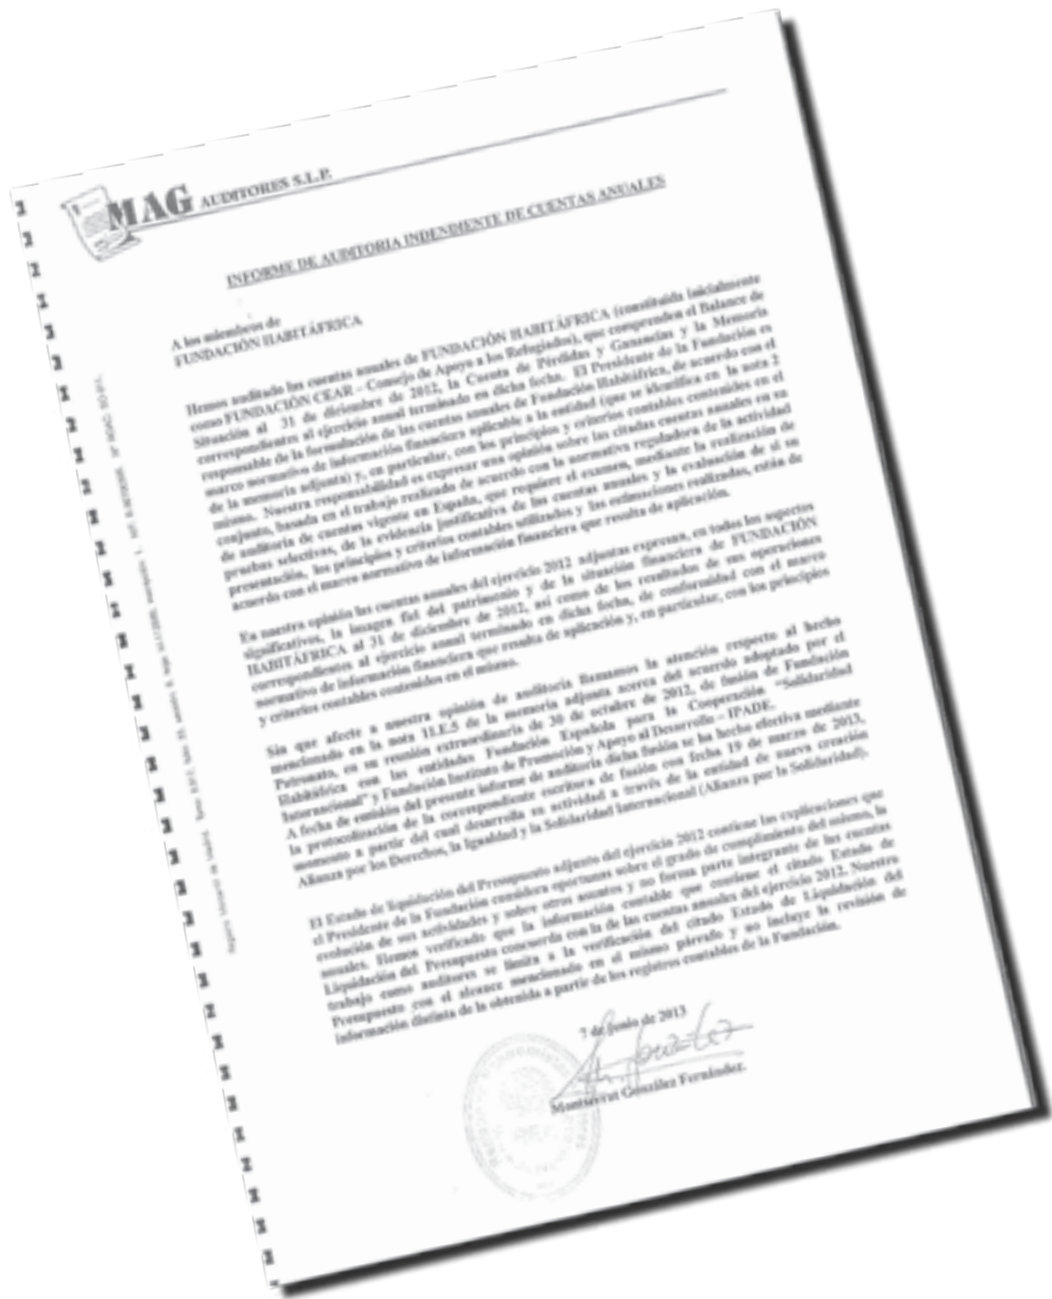 MAG AUDITORES S.L.P.
INFORME DE AUDITORIA INDENDIENTE DE CUENTAS ANUALES
A los miembros de
FUNDACIÓN HABITÁFRICA
Hemos auditado las cuentas anuales de FUNDACIÓN HABITÁFRICA (constituida inicialmente
como FUNDACIÓN CEAR – Consejo de Apoyo a los Refugiados), que comprenden el Balance de
Situación al 31 de diciembre de 2012, la Cuenta de Pérdidas y Ganancias y la Memoria
correspondientes al ejercicio anual terminado en dicha fecha. El Presidente de la Fundación es
responsable de la formulación de las cuentas anuales de Fundación Habitáfrica, de acuerdo con el
marco normativo de información financiera aplicable a la entidad (que se identifica en la nota 2
de la memoria adjunta) y, en particular, con los principios y criterios contables contenidos en el
mismo. Nuestra responsabilidad es expresar una opinión sobre las citadas cuentas anuales en su
conjunto, basada en el trabajo realizado de acuerdo con la normativa reguladora de la actividad
de auditoría de cuentas vigente en España, que requiere el examen, mediante la realización de
pruebas selectivas, de la evidencia justificativa de las cuentas anuales y la evaluación de si su
presentación, los principios y criterios contables utilizados y las estimaciones realizadas, están de
acuerdo con el marco normativo de información financiera que resulta de aplicación.
En nuestra opinión las cuentas anuales del ejercicio 2012 adjuntas expresan, en todos los aspectos
significativos, la imagen fiel del patrimonio y de la situación financiera de FUNDACIÓN
HABITÁFRICA al 31 de diciembre de 2012, así como de los resultados de sus operaciones
correspondientes al ejercicio anual terminado en dicha fecha, de conformidad con el marco
normativo de información financiera que resulta de aplicación y, en particular, con los principios
y criterios contables contenidos en el mismo.
Sin que afecte a nuestra opinión de auditoría llamamos la atención respecto al hecho
mencionado en la nota 11.E.5 de la memoria adjunta acerca del acuerdo adoptado por el
Patronato, en su reunión extraordinaria de 30 de octubre de 2012, de fusión de Fundación
Habitáfrica con las entidades Fundación Española para la Cooperación "Solidaridad
Internacional" y Fundación Instituto de Promoción y Apoyo al Desarrollo – IPADE.
A fecha de emisión del presente informe de auditoría dicha fusión se ha hecho efectiva mediante
la protocolización de la correspondiente escritura de fusión con fecha 19 de marzo de 2013,
momento a partir del cual desarrolla su actividad a través de la entidad de nueva creación
Alianza por los Derechos, la Igualdad y la Solidaridad Internacional (Alianza por la Solidaridad).
El Estado de liquidación del Presupuesto adjunto del ejercicio 2012 contiene las explicaciones que
el Presidente de la Fundación considera oportunas sobre el grado de cumplimiento del mismo, la
evolución de sus actividades y sobre otros asuntos y no forma parte integrante de las cuentas
anuales. Hemos verificado que la información contable que contiene el citado Estado de
Liquidación del Presupuesto concuerda con la de las cuentas anuales del ejercicio 2012. Nuestro
trabajo como auditores se limita a la verificación del citado Estado de Liquidación del
Presupuesto con el alcance mencionado en el mismo párrafo y no incluye la revisión de
información distinta de la obtenida a partir de los registros contables de la Fundación.
7 de junio de 2013
Montserrat González Fernández.